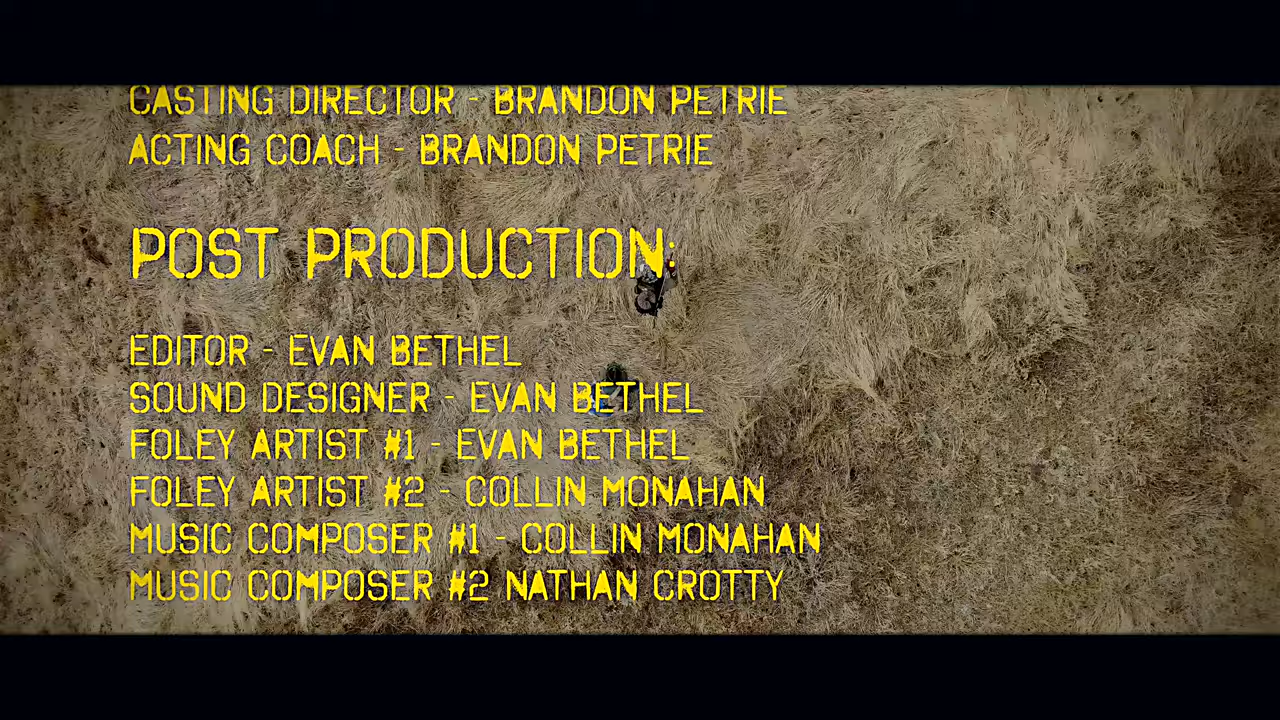 CASTING DIRECTOR - BRANDON PETRIE
ACTING COACH - BRANDON PETRIE
POST PRODUCTION:
EDITOR - EVAN BETHEL
SOUND DESIGNER - EVAN BETHEL
FOLEY ARTIST #1 - EVAN BETHEL
FOLEY ARTIST #2 - COLLIN MONAHAN
MUSIC COMPOSER #1 - COLLIN MONAHAN
MUSIC COMPOSER #2 NATHAN CROTTY